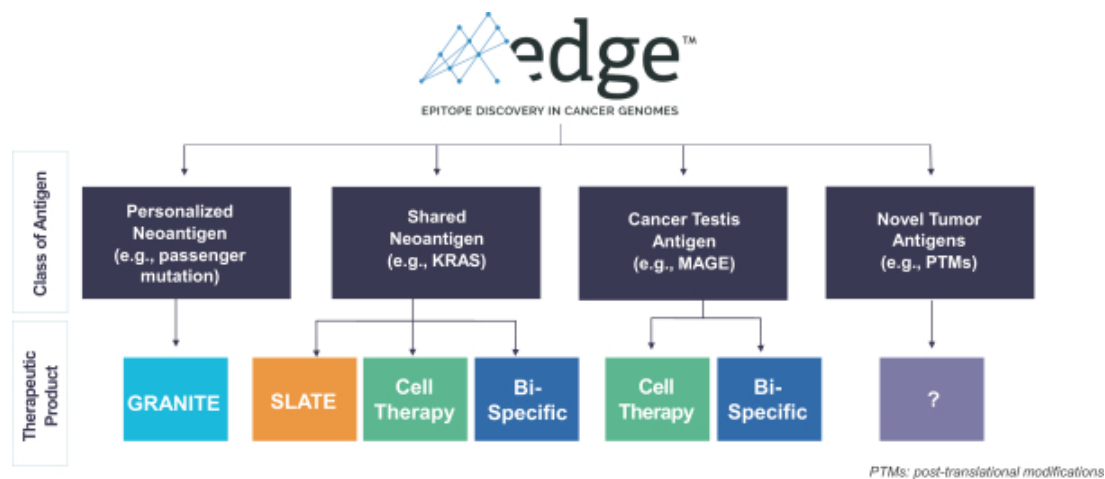 edge™
EPITOPE DISCOVERY IN CANCER GENOMES
Class of Antigen
Personalized
Neoantigen
(e.g., passenger
mutation)
Shared
Neoantigen
(e.g., KRAS)
Cancer Testis
Antigen
(e.g., MAGE)
Novel Tumor
Antigens
(e.g., PTMs)
Therapeutic
Product
GRANITE
SLATE
Cell
Therapy
Bi-
Specific
Cell
Therapy
Bi-
Specific
?
PTMs: post-translational modifications